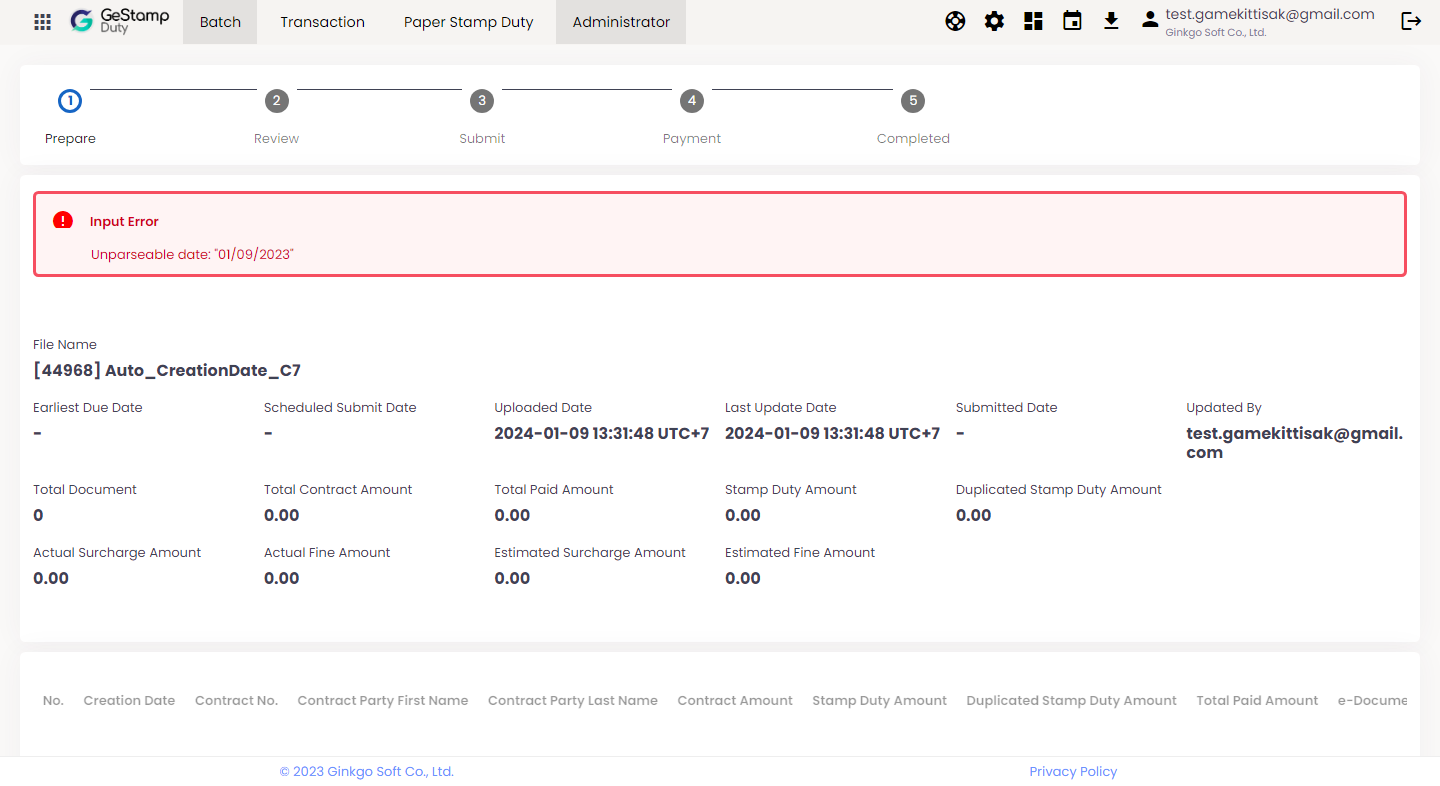 GeStamp
Duty
Batch
Transaction
Paper Stamp Duty
Administrator
test.gamekittisak@gmail.com
Ginkgo Soft Co., Ltd.
1
2
3
4
5
Prepare
Review
Submit
Payment
Completed
Input Error
Unparseable date: "01/09/2023"
File Name
[44968] Auto_CreationDate_C7
Earliest Due Date
Scheduled Submit Date
Uploaded Date
Last Update Date
Submitted Date
Updated By
-
-
2024-01-09 13:31:48 UTC+7
2024-01-09 13:31:48 UTC+7
-
test.gamekittisak@gmail.
com
Total Document
Total Contract Amount
Total Paid Amount
Stamp Duty Amount
Duplicated Stamp Duty Amount
0
0.00
0.00
0.00
0.00
Actual Surcharge Amount
Actual Fine Amount
Estimated Surcharge Amount
Estimated Fine Amount
0.00
0.00
0.00
0.00
No.
Creation Date
Contract No.
Contract Party First Name
Contract Party Last Name
Contract Amount
Stamp Duty Amount
Duplicated Stamp Duty Amount
Total Paid Amount
e-Docume
© 2023 Ginkgo Soft Co., Ltd.
Privacy Policy